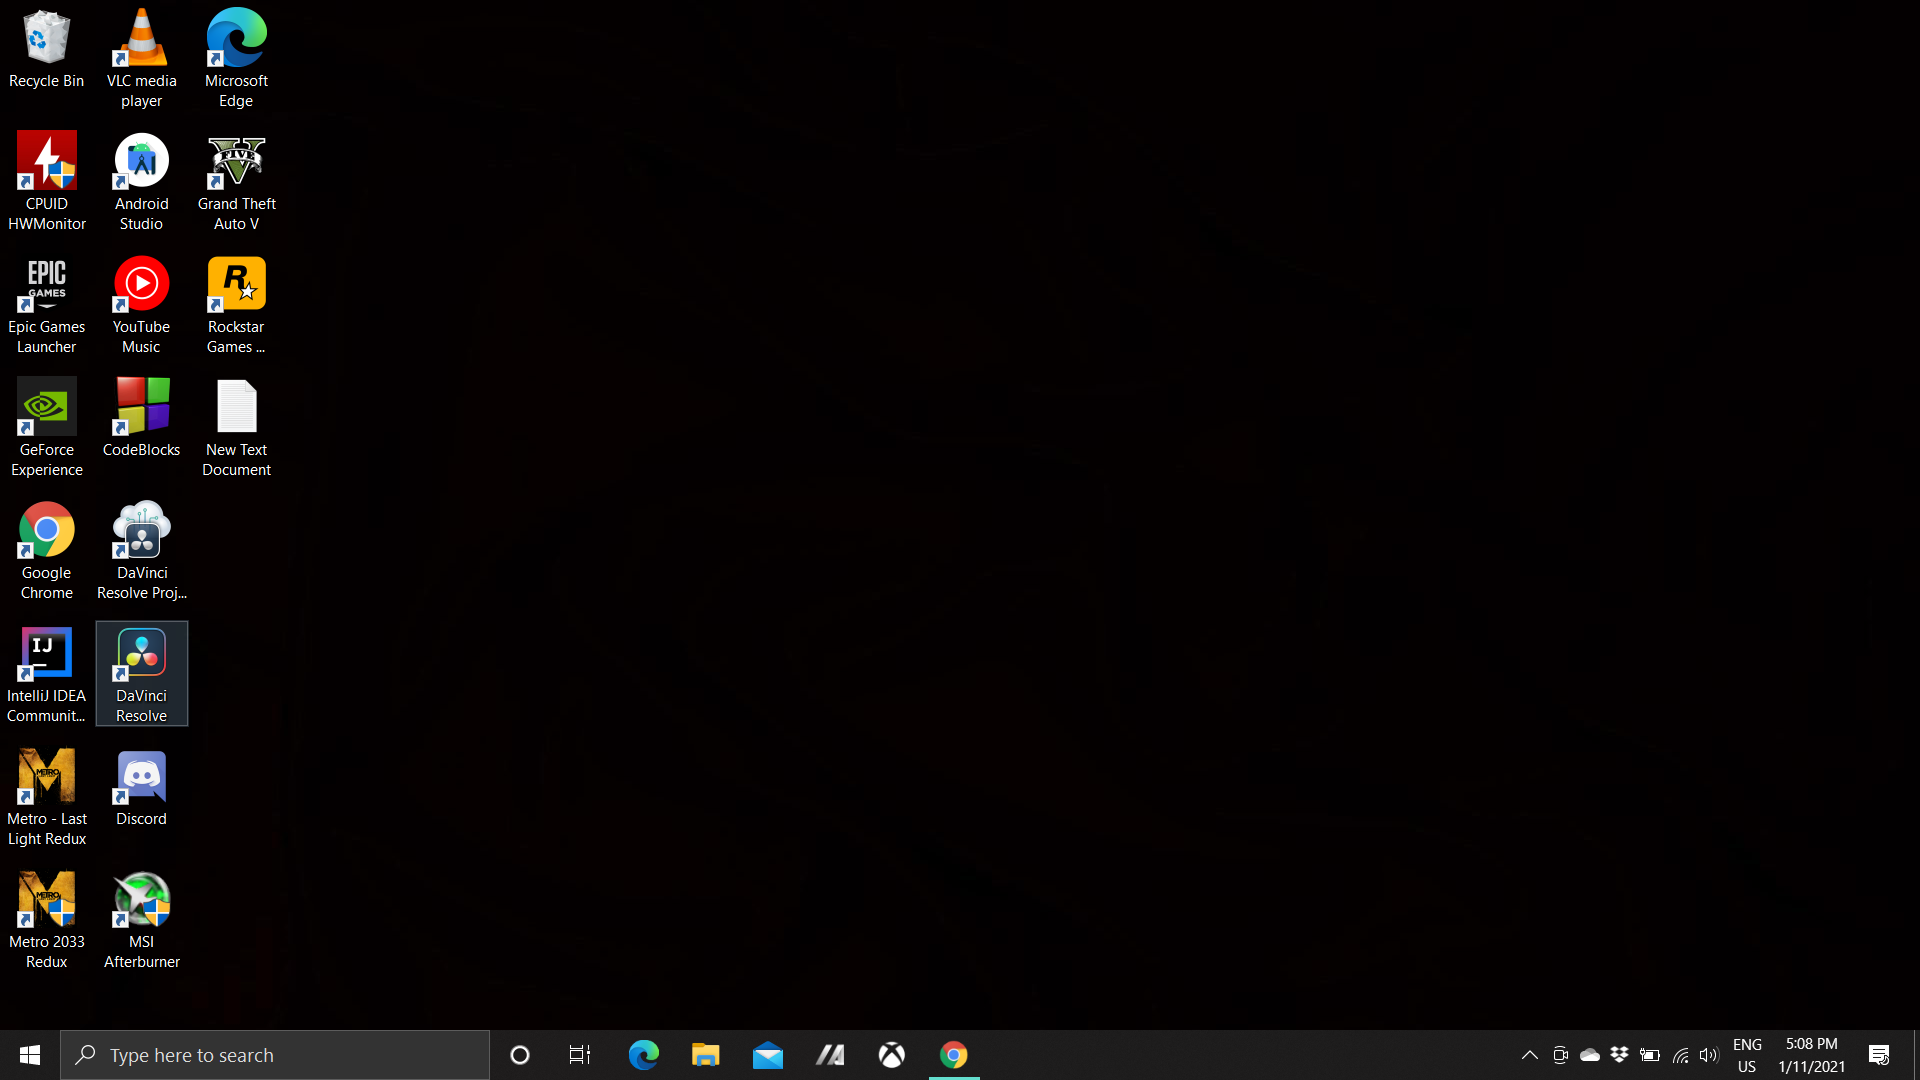 Recycle Bin
VLC media
player
Microsoft
Edge
CPUID
HWMonitor
Android
Studio
FIVE
Grand Theft
Auto V
EPIC
GAMES
Epic Games
Launcher
YouTube
Music
R
Rockstar
Games ...
GeForce
Experience
CodeBlocks
New Text
Document
Google
Chrome
DaVinci
Resolve Proj...
IJ
IntelliJ IDEA
Communit...
DaVinci
Resolve
METRO
Metro - Last
Light Redux
Discord
METRO
Metro 2033
Redux
MSI
Afterburner
Type here to search
ENG
US
5:08 PM
1/11/2021